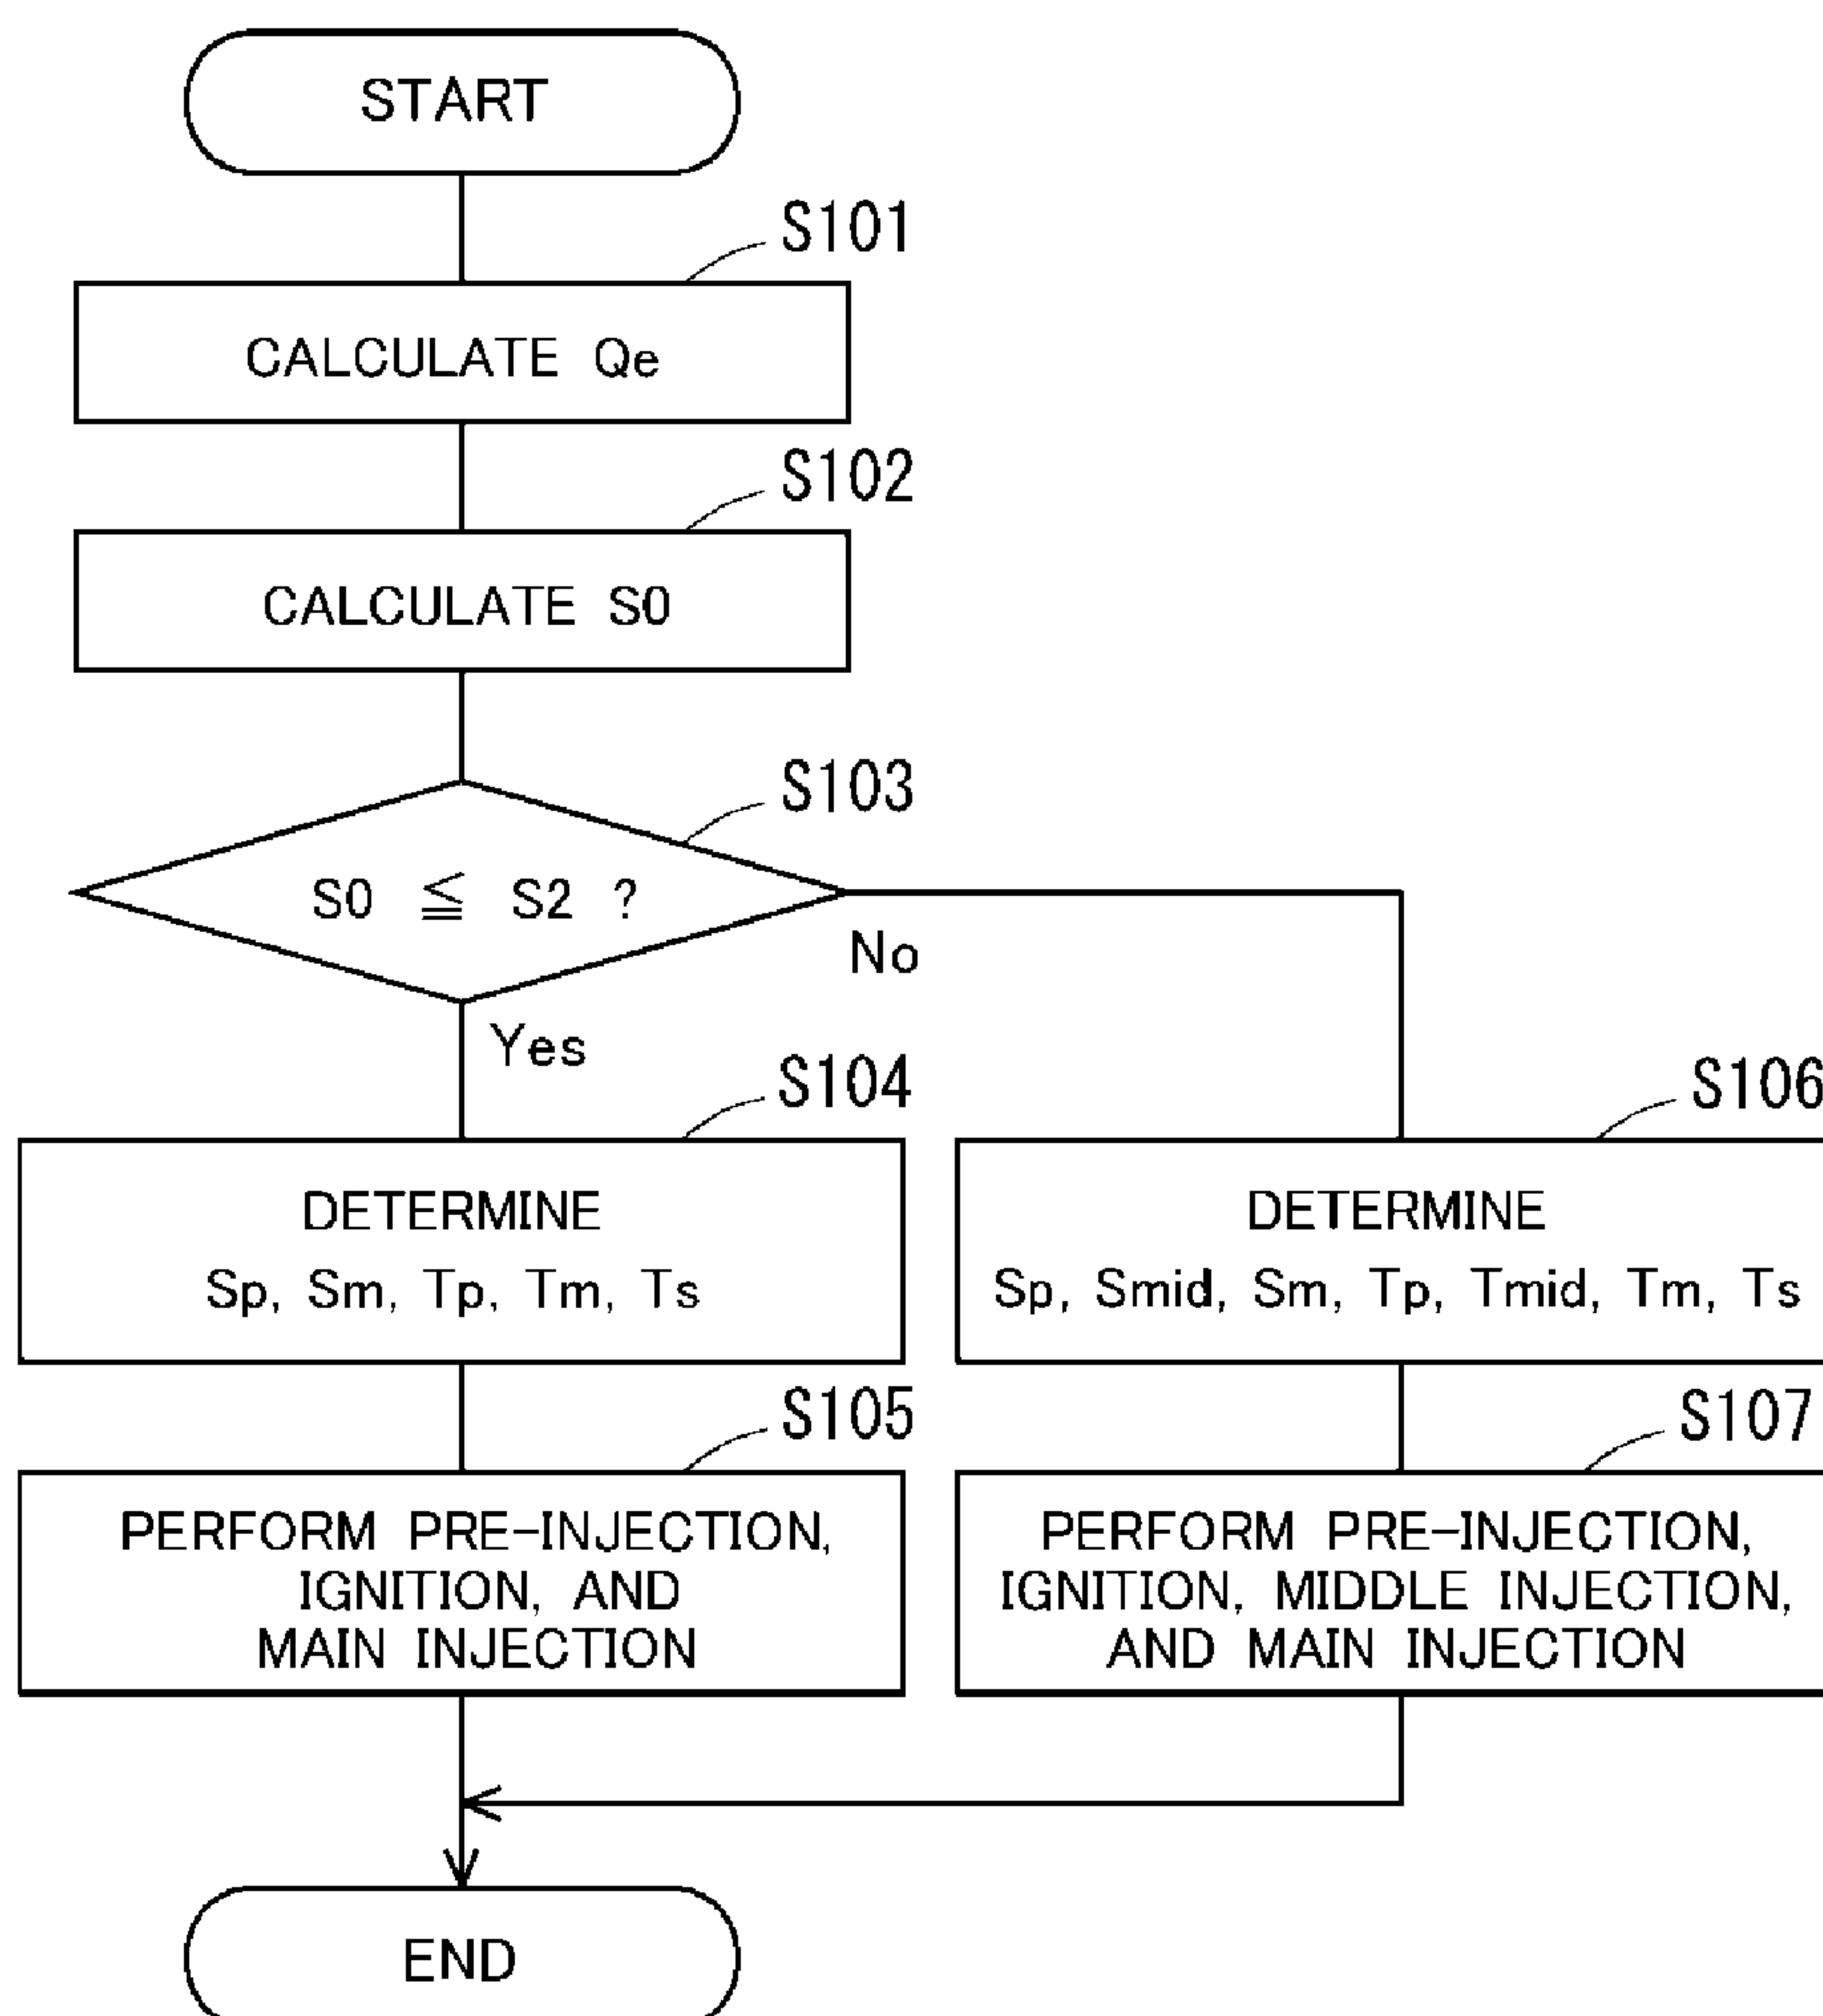 START
S101
CALCULATE Qe
S102
CALCULATE S0
S103
S0 ≦ S2 ?
No
Yes
S104
DETERMINE
Sp, Sm, Tp, Tm, Ts
S106
DETERMINE
Sp, Smid, Sm, Tp, Tmid, Tm, Ts
S105
PERFORM PRE-INJECTION,
IGNITION, AND
MAIN INJECTION
S107
PERFORM PRE-INJECTION,
IGNITION, MIDDLE INJECTION,
AND MAIN INJECTION
END